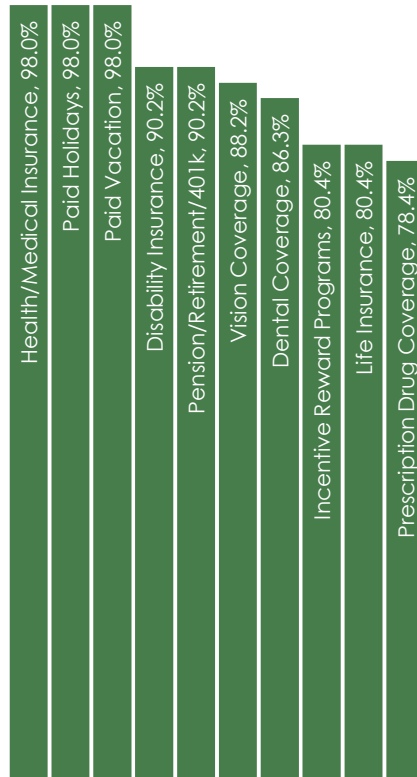 Health/Medical Insurance, 98.0%
Paid Holidays, 98.0%
Paid Vacation, 98.0%
Disability Insurance, 90.2%
Pension/Retirement/401k, 90.2%
Vision Coverage, 88.2%
Dental Coverage, 86.3%
Incentive Reward Programs, 80.4%
Life Insurance, 80.4%
Prescription Drug Coverage, 78.4%